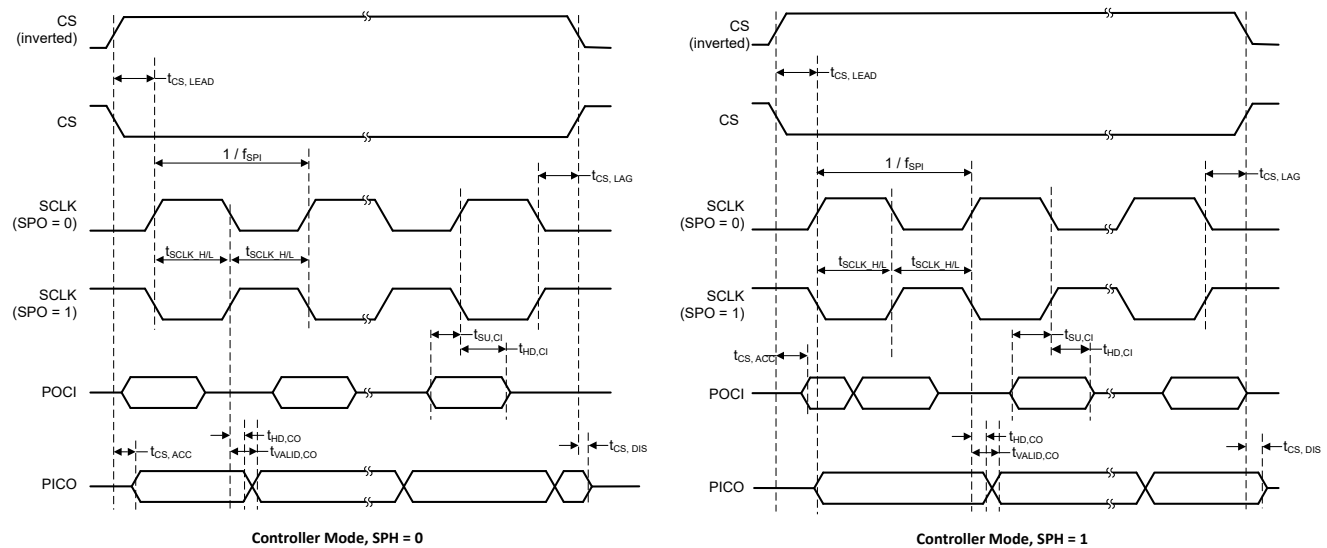 CS
(inverted)
tCS, LEAD
CS
1 / fSPI
tCS, LAG
SCLK
(SPO = 0)
tSCLK_H/L
tSCLK_H/L
SCLK
(SPO = 1)
tSU,CI
tHD,CI
POCI
tHD,CO
tVALID,CO
tCS, ACC
tCS, DIS
PICO
Controller Mode, SPH = 0
CS
(inverted)
tCS, LEAD
CS
1 / fSPI
tCS, LAG
SCLK
(SPO = 0)
tSCLK_H/L
tSCLK_H/L
SCLK
(SPO = 1)
tSU,CI
tHD,CI
tCS, ACC
POCI
tHD,CO
tVALID,CO
tCS, DIS
PICO
Controller Mode, SPH = 1